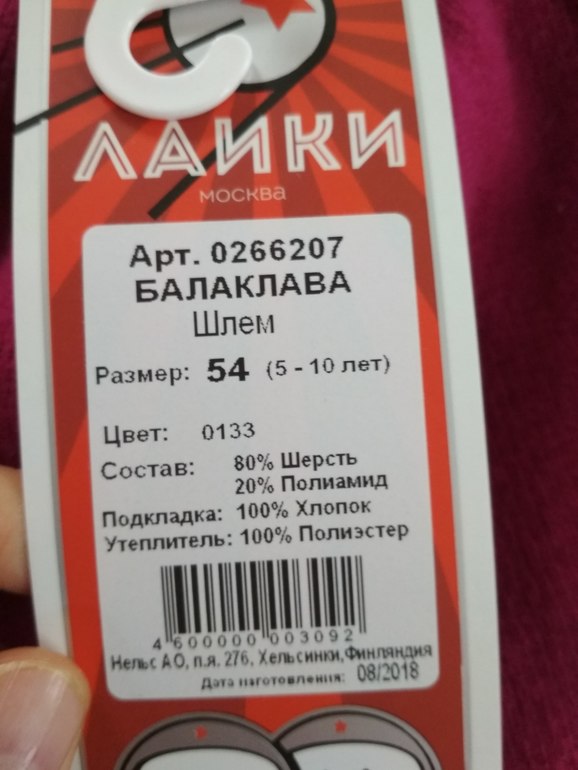 ЛАЙКИ
МОСКВА
Арт. 0266207
БАЛАКЛАВА
Шлем
Размер: 54 (5 - 10 лет)
Цвет: 0133
Состав: 80% Шерсть
20% Полиамид
Подкладка: 100% Хлопок
Утеплитель: 100% Полиэстер
4 600000 003092
Нельс АО, п.я. 276, Хельсинки,Финляндия
Дата изготовления: 08/2018